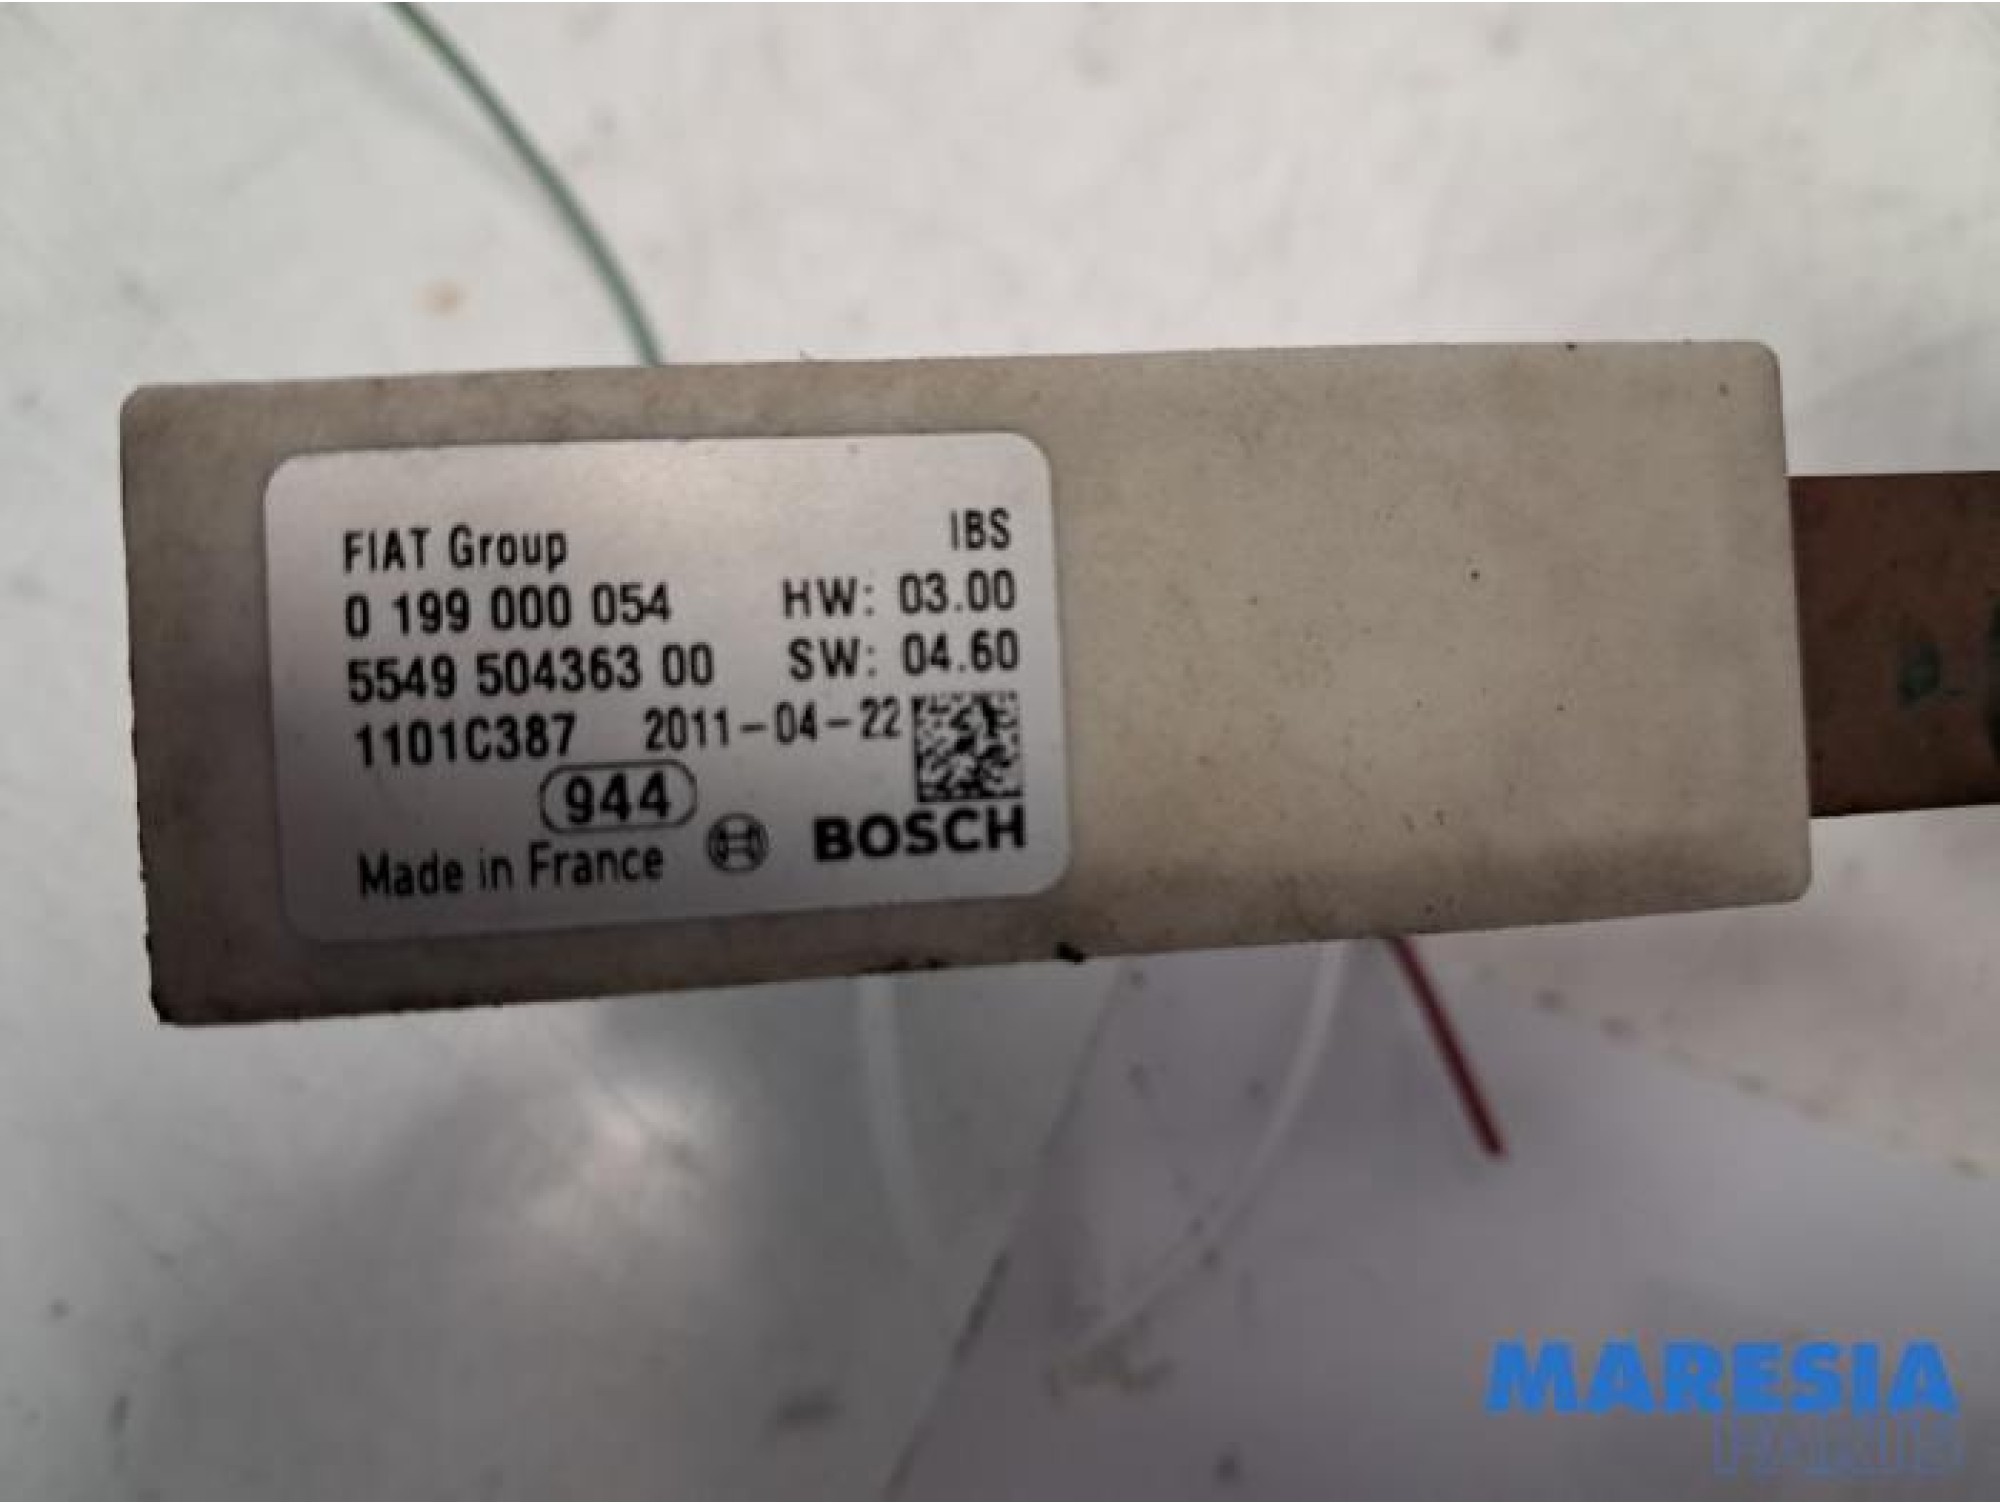 FIAT Group IBS
0 199 000 054 HW: 03.00
5549 504363 00 SW: 04.60
1101C387 2011-04-22
944
Made in France BOSCH
MARESIA
PARTS